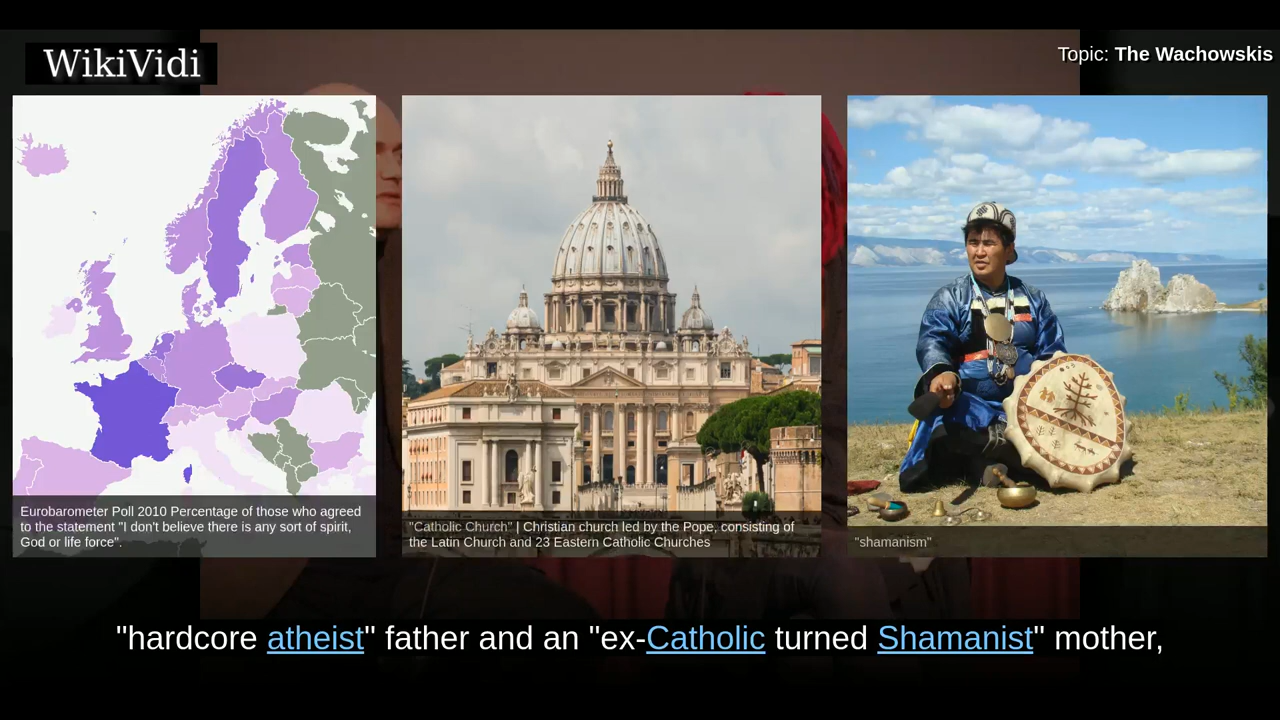 WikiVidi
Topic: The Wachowskis
Eurobarometer Poll 2010 Percentage of those who agreed
to the statement "I don't believe there is any sort of spirit,
God or life force".
"Catholic Church" | Christian church led by the Pope, consisting of
the Latin Church and 23 Eastern Catholic Churches
"shamanism"
"hardcore atheist" father and an "ex-Catholic turned Shamanist" mother,